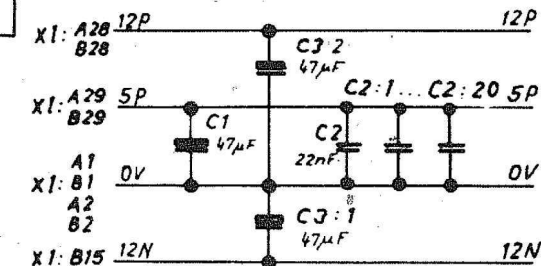 X1: A28 12P 12P
B28
C3:2
47µF
C2:1...C2:20
X1: A29 5P 5P
B29
C1
47µF
C2
22nF
A1
X1: B1 0V 0V
A2
B2
C3:1
47µF
X1: B15 12N 12N